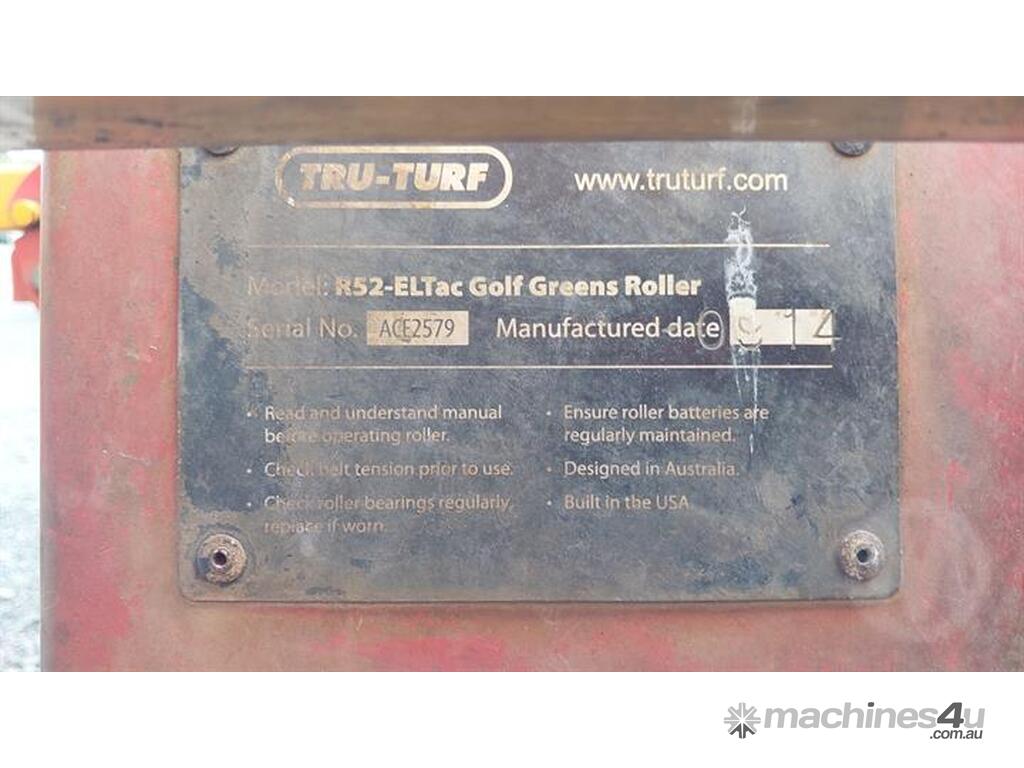 TRU-TURF
www.truturf.com
Model: R52-ELTac Golf Greens Roller
Serial No. ACE2579 Manufactured date 14
• Read and understand manual
before operating roller.
• Check belt tension prior to use.
• Check roller bearings regularly
replace if worn.
• Ensure roller batteries are
regularly maintained.
• Designed in Australia.
• Built in the USA
machines4u
.com.au